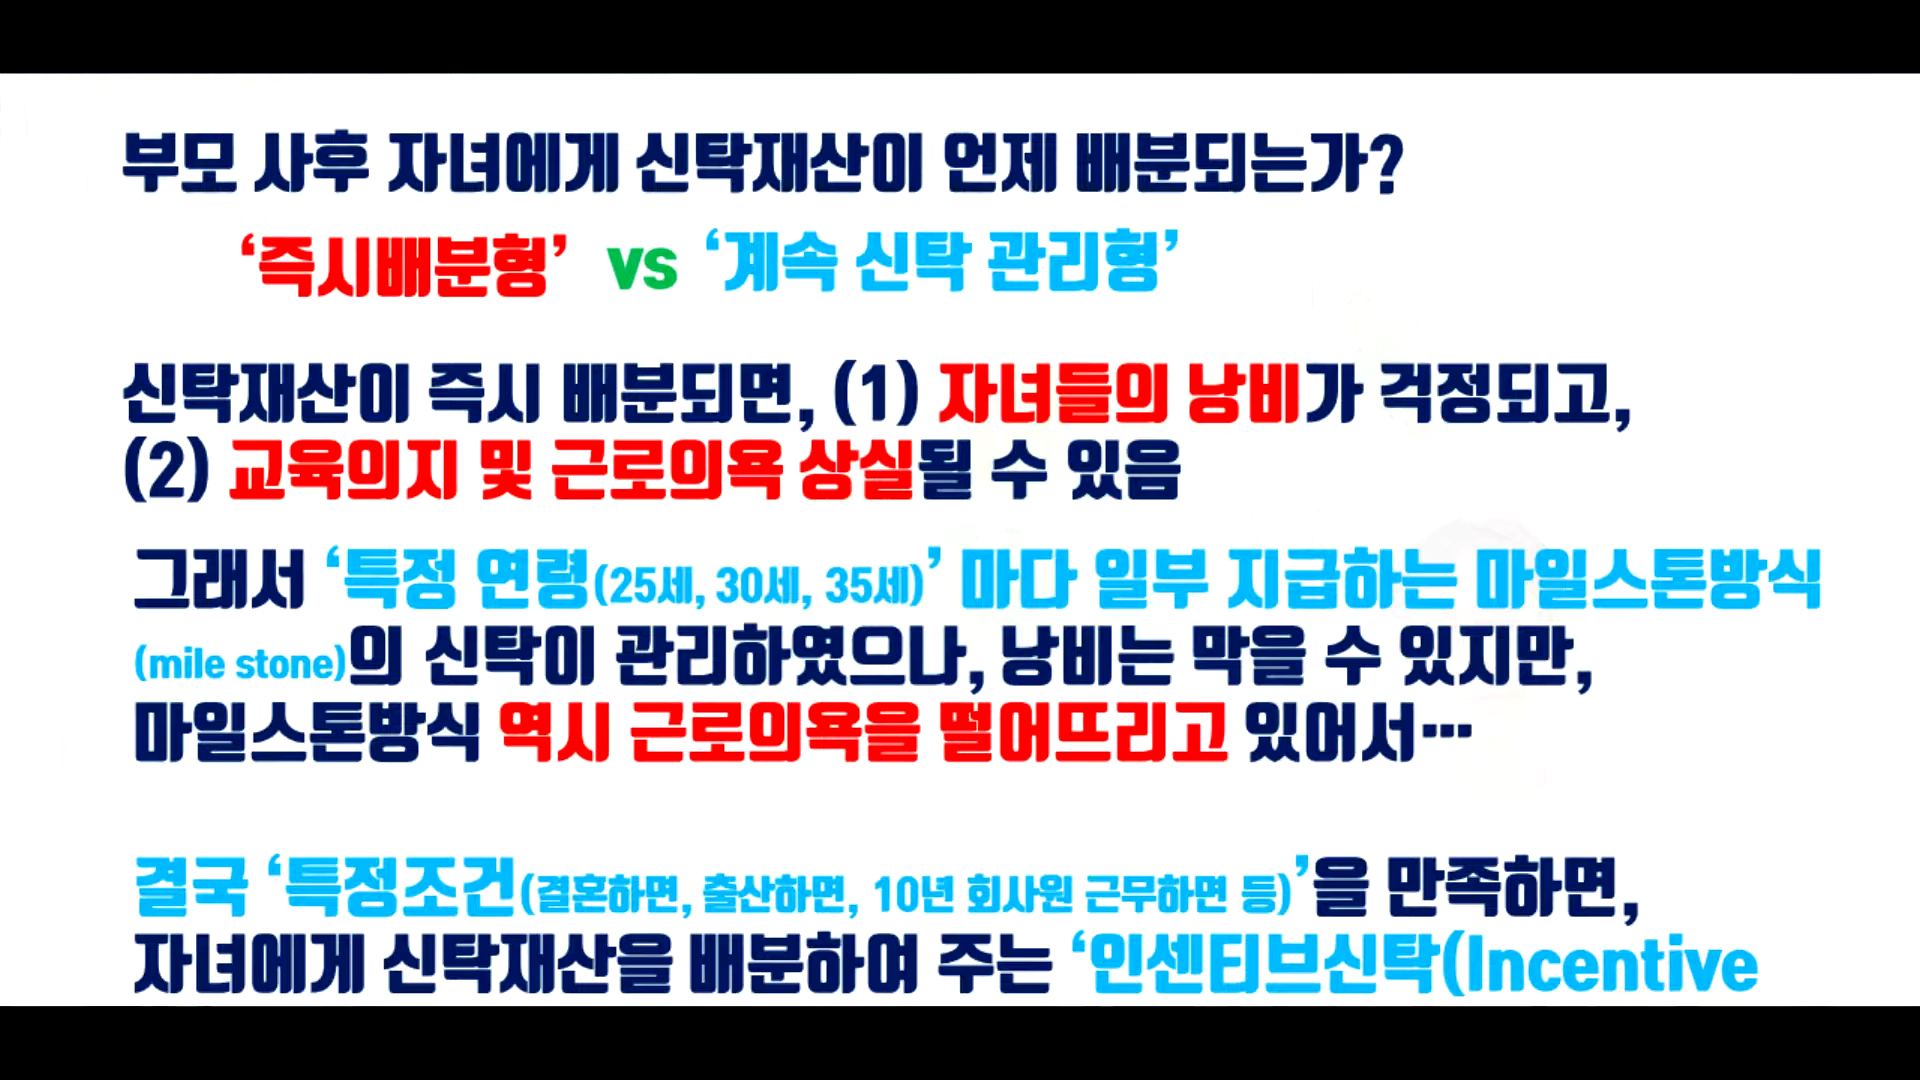 부모 사후 자녀에게 신탁재산이 언제 배분되는가?
‘즉시배분형’ vs ‘계속 신탁 관리형’
신탁재산이 즉시 배분되면, (1) 자녀들의 낭비가 걱정되고,
(2) 교육의지 및 근로의욕 상실될 수 있음
그래서 ‘특정 연령(25세, 30세, 35세)’ 마다 일부 지급하는 마일스톤방식
(mile stone)의 신탁이 관리하였으나, 낭비는 막을 수 있지만,
마일스톤방식 역시 근로의욕을 떨어뜨리고 있어서…
결국 ‘특정조건(결혼하면, 출산하면, 10년 회사원 근무하면 등)’을 만족하면,
자녀에게 신탁재산을 배분하여 주는 ‘인센티브신탁(Incentive